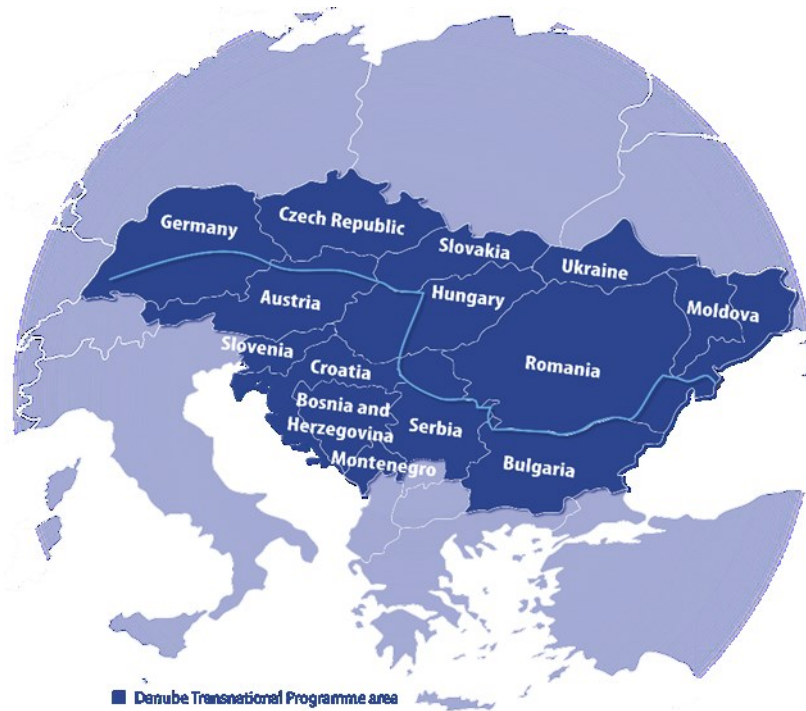 Germany
Czech Republic
Slovakia
Ukraine
Hungary
Austria
Moldova
Slovenia
Croatia
Romania
Bosnia and
Herzegovina
Serbia
Montenegro
Bulgaria
Danube Transnational Programme area